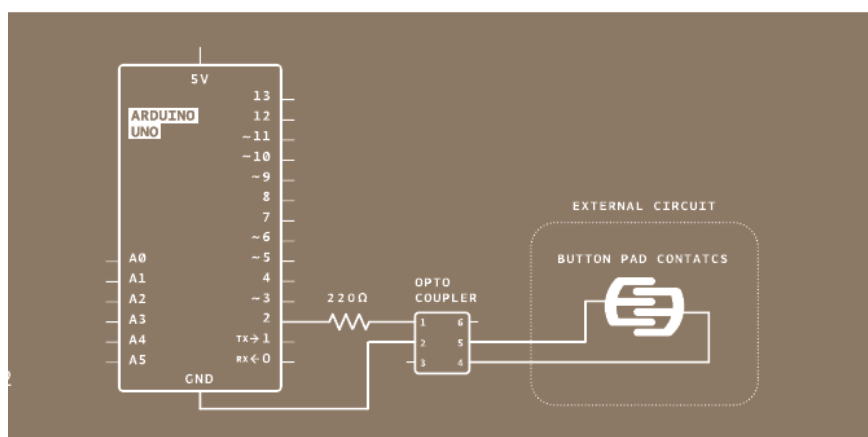 5V
ARDUINO
UNO
13
12
~11
~10
~9
8
7
~6
~5
4
~3
2
TX→1
RX←0
A0
A1
A2
A3
A4
A5
GND
220Ω
OPTO
COUPLER
1 6
2 5
3 4
EXTERNAL CIRCUIT
BUTTON PAD CONTATCS